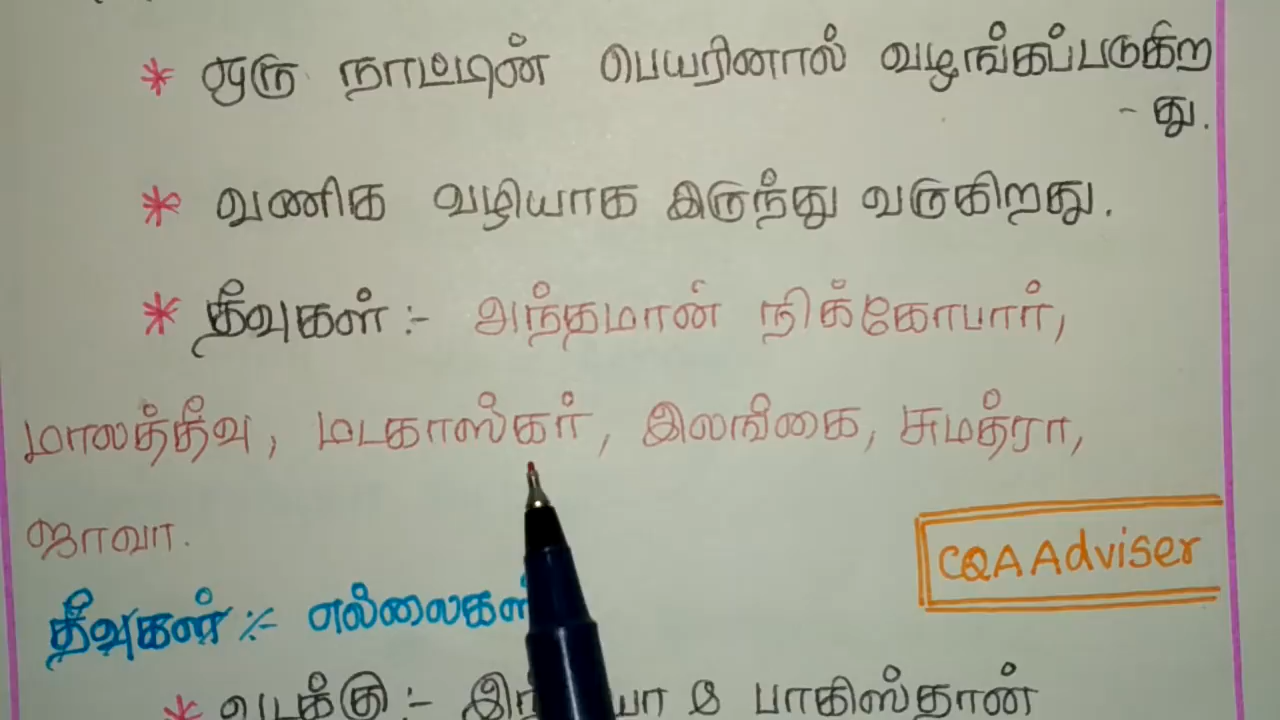 * ஒரு நாட்டின் பெயரினால் வழங்கப்படுகிற
- து.
* வணிக வழியாக இருந்து வருகிறது.
* தீவுகள் :- அந்தமான் நிக்கோபார்,
மாலத்தீவு, மடகாஸ்கர், இலங்கை, சுமத்ரா,
ஜாவா.
CQA Adviser
தீவுகள் :- எல்லைகள்
* வடக்கு :- & பாகிஸ்தான்